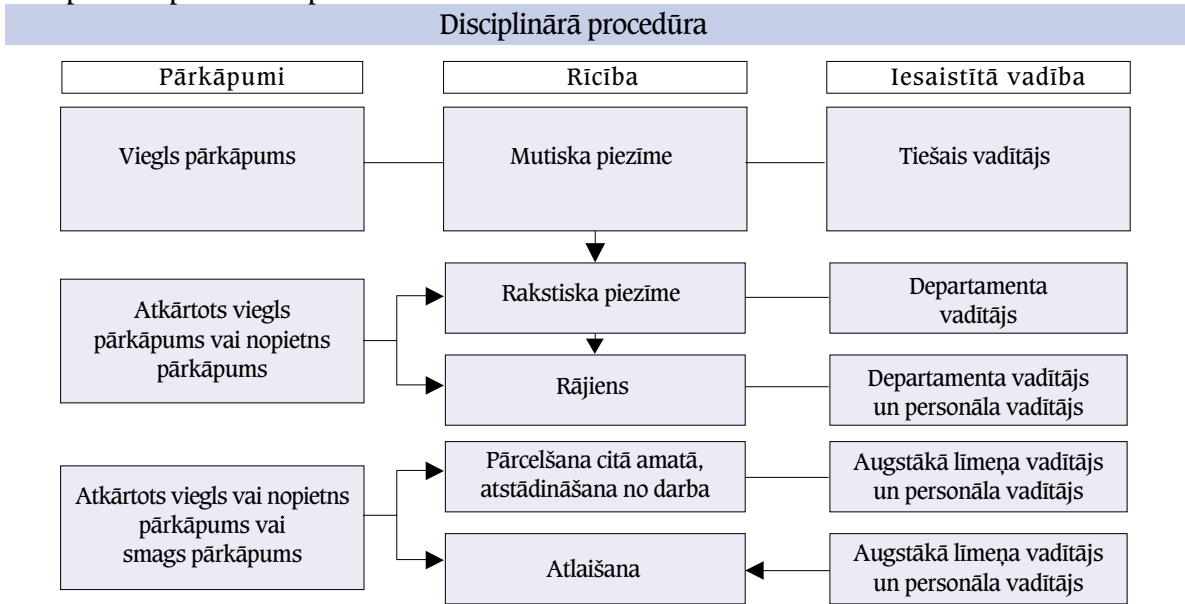 Disciplinārā procedūra
Pārkāpumi
Rīcība
Iesaistītā vadība
Viegls pārkāpums
Mutiska piezīme
Tiešais vadītājs
Atkārtots viegls
pārkāpums vai nopietns
pārkāpums
Rakstiska piezīme
Departamenta
vadītājs
Rājiens
Departamenta vadītājs
un personāla vadītājs
Atkārtots viegls vai nopietns
pārkāpums vai
smags pārkāpums
Pārcelšana citā amatā,
atstādināšana no darba
Augstākā līmeņa vadītājs
un personāla vadītājs
Atlaišana
Augstākā līmeņa vadītājs
un personāla vadītājs